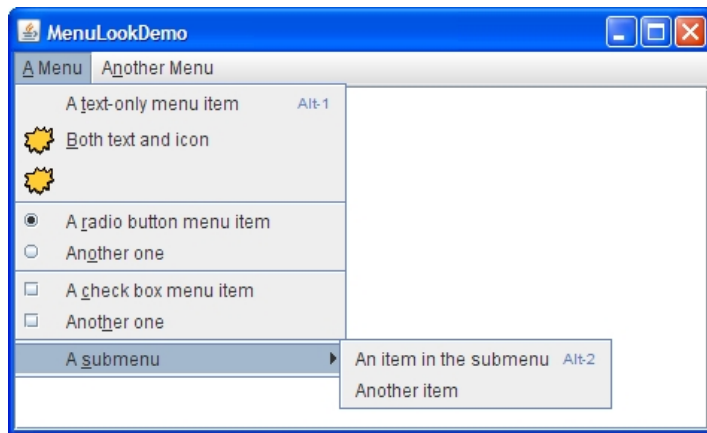 MenuLookDemo
A Menu Another Menu
A text-only menu item Alt-1
Both text and icon
A radio button menu item
Another one
A check box menu item
Another one
A submenu
An item in the submenu Alt-2
Another item